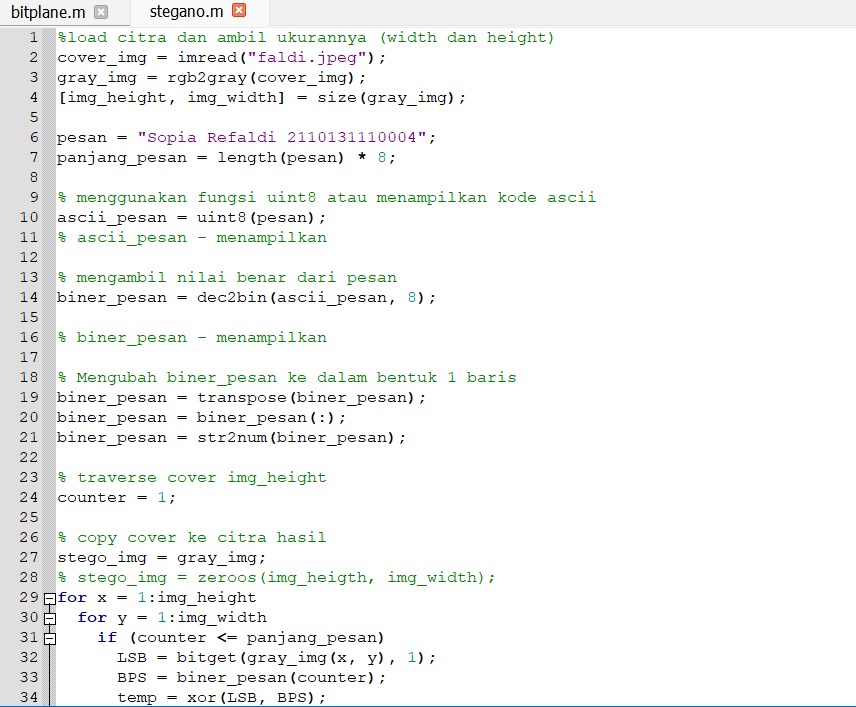 bitplane.m stegano.m
1 %load citra dan ambil ukurannya (width dan height)
2 cover_img = imread("faldi.jpeg");
3 gray_img = rgb2gray(cover_img);
4 [img_height, img_width] = size(gray_img);
5
6 pesan = "Sopia Refaldi 2110131110004";
7 panjang_pesan = length(pesan) * 8;
8
9 % menggunakan fungsi uint8 atau menampilkan kode ascii
10 ascii_pesan = uint8(pesan);
11 % ascii_pesan - menampilkan
12
13 % mengambil nilai benar dari pesan
14 biner_pesan = dec2bin(ascii_pesan, 8);
15
16 % biner_pesan - menampilkan
17
18 % Mengubah biner_pesan ke dalam bentuk 1 baris
19 biner_pesan = transpose(biner_pesan);
20 biner_pesan = biner_pesan(:);
21 biner_pesan = str2num(biner_pesan);
22
23 % traverse cover img_height
24 counter = 1;
25
26 % copy cover ke citra hasil
27 stego_img = gray_img;
28 % stego_img = zeroos(img_heigth, img_width);
29 for x = 1:img_height
30   for y = 1:img_width
31     if (counter <= panjang_pesan)
32       LSB = bitget(gray_img(x, y), 1);
33       BPS = biner_pesan(counter);
34       temp = xor(LSB, BPS);